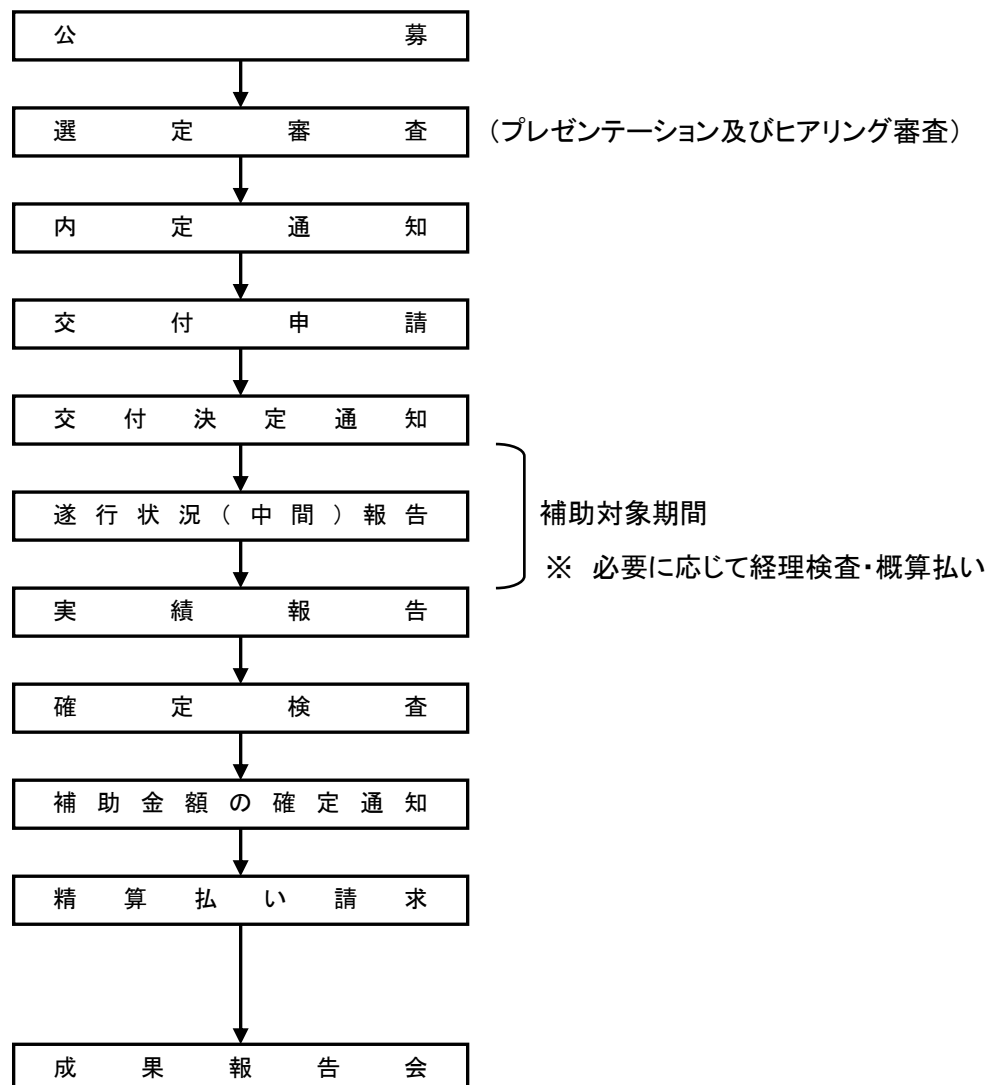 公募
選定審査 （プレゼンテーション及びヒアリング審査）
内定通知
交付申請
交付決定通知
遂行状況（中間）報告
補助対象期間
※ 必要に応じて経理検査・概算払い
実績報告
確定検査
補助金額の確定通知
精算払い請求
成果報告会